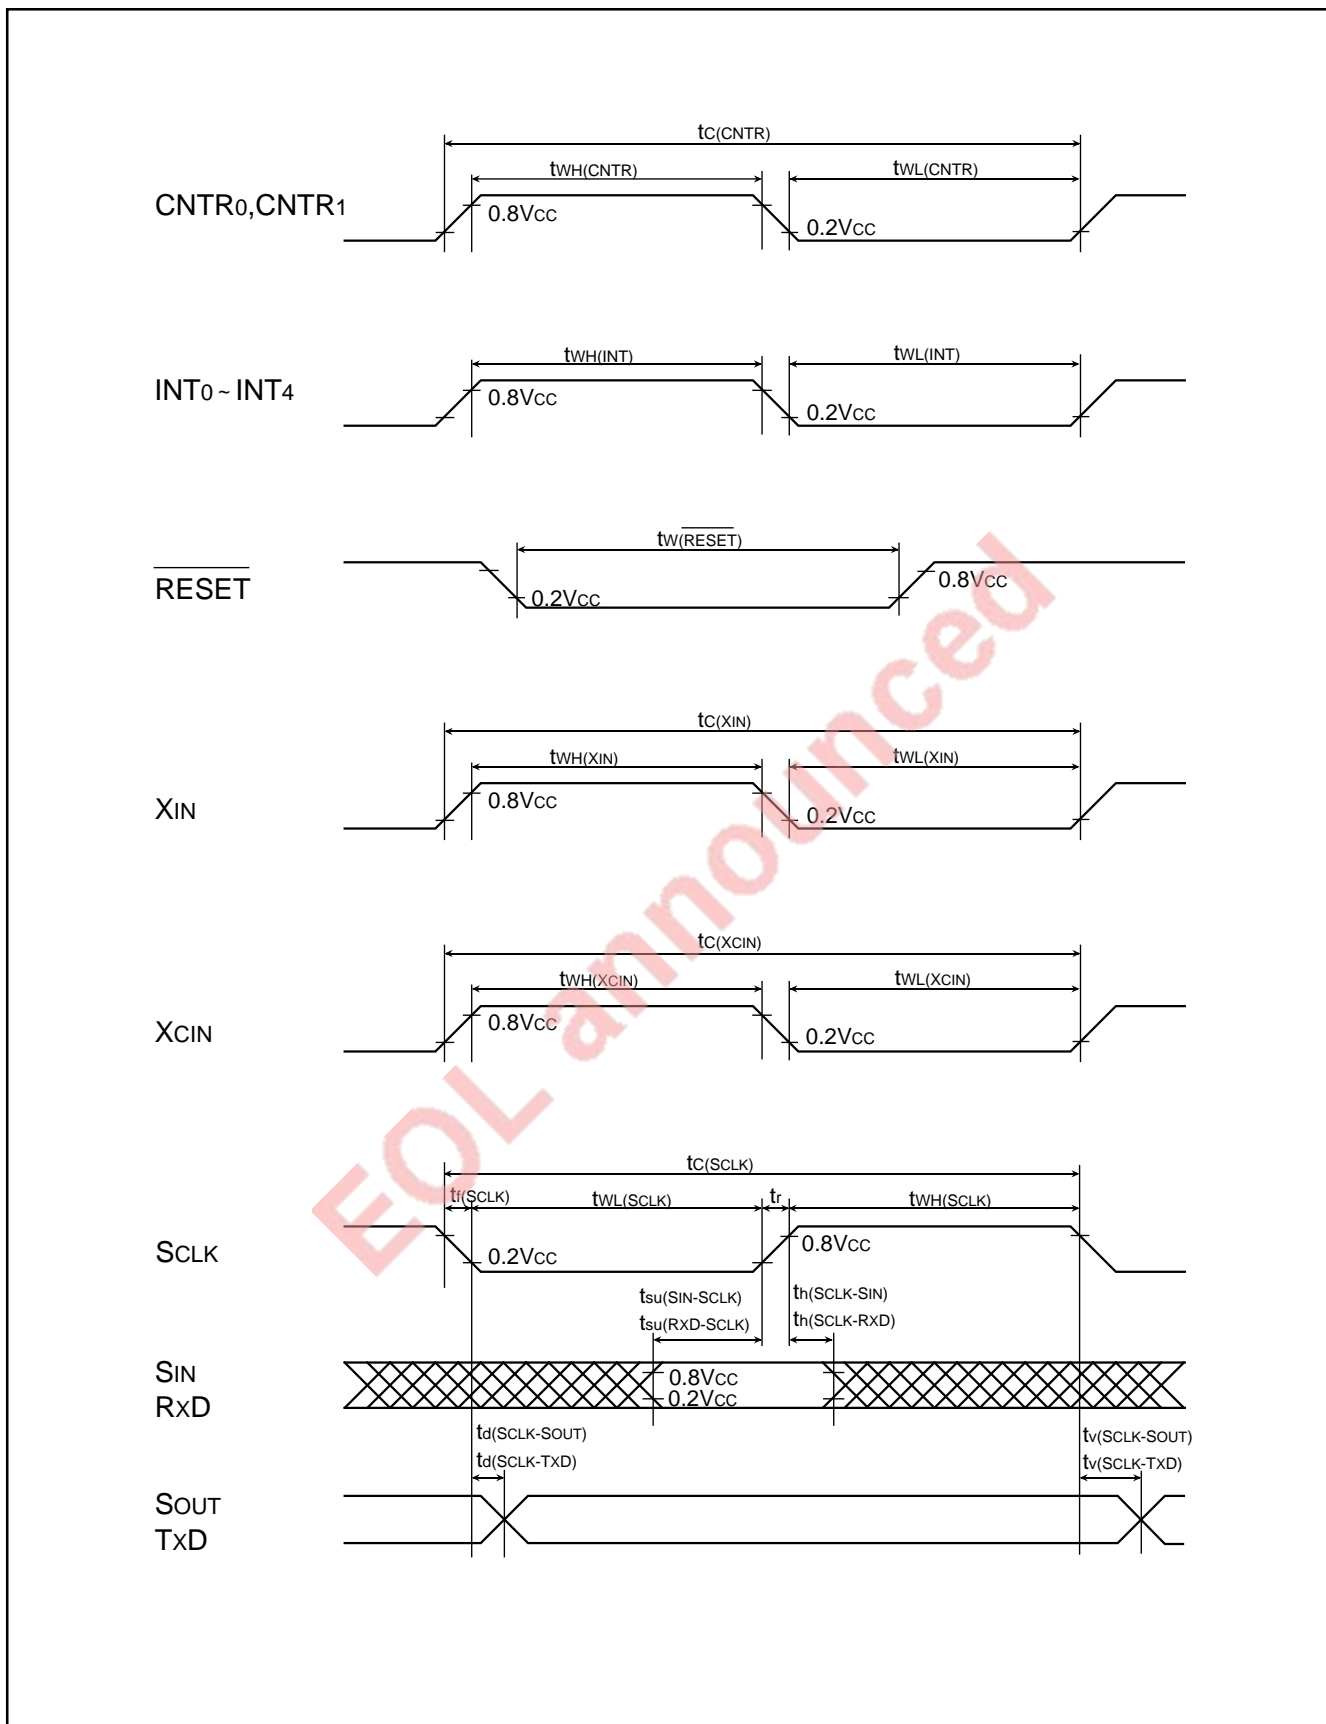 tC(CNTR)
tWH(CNTR) tWL(CNTR)
CNTR0,CNTR1
0.8VCC
0.2VCC
tWH(INT) tWL(INT)
INT0 ~ INT4
0.8VCC
0.2VCC
tW(RESET)
RESET
0.2VCC
0.8VCC
tC(XIN)
tWH(XIN) tWL(XIN)
XIN
0.8VCC
0.2VCC
tC(XCIN)
tWH(XCIN) tWL(XCIN)
XCIN
0.8VCC
0.2VCC
tC(SCLK)
tf(SCLK) tWL(SCLK) tr tWH(SCLK)
SCLK
0.2VCC
0.8VCC
tsu(SIN-SCLK) th(SCLK-SIN)
tsu(RXD-SCLK) th(SCLK-RXD)
SIN
RXD
0.8VCC
0.2VCC
td(SCLK-SOUT) tv(SCLK-SOUT)
td(SCLK-TXD) tv(SCLK-TXD)
SOUT
TXD
EOL announced